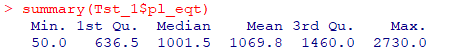 > summary(Tst_1$pl_eqt)
Min. 1st Qu. Median Mean 3rd Qu. Max.
50.0 636.5 1001.5 1069.8 1460.0 2730.0